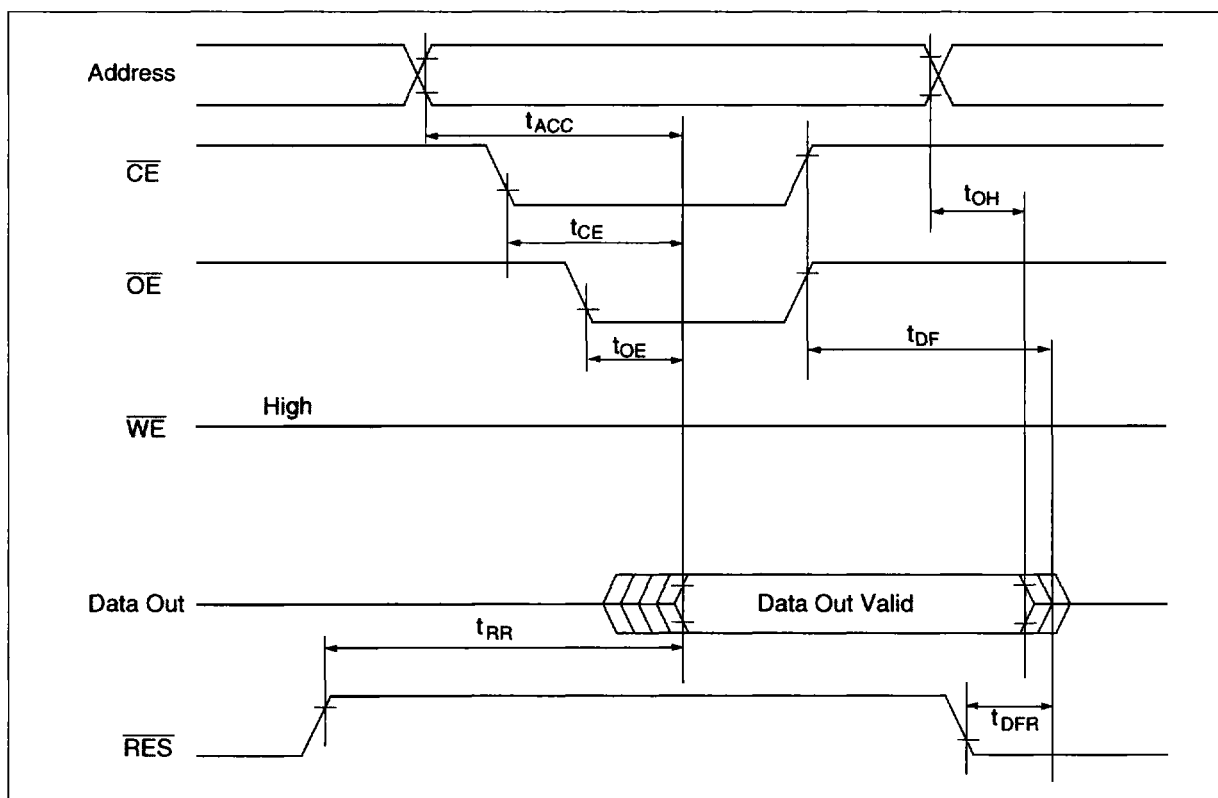 Address
tACC
CE
tOH
tCE
OE
tDF
tOE
High
WE
Data Out
Data Out Valid
tRR
tDFR
RES